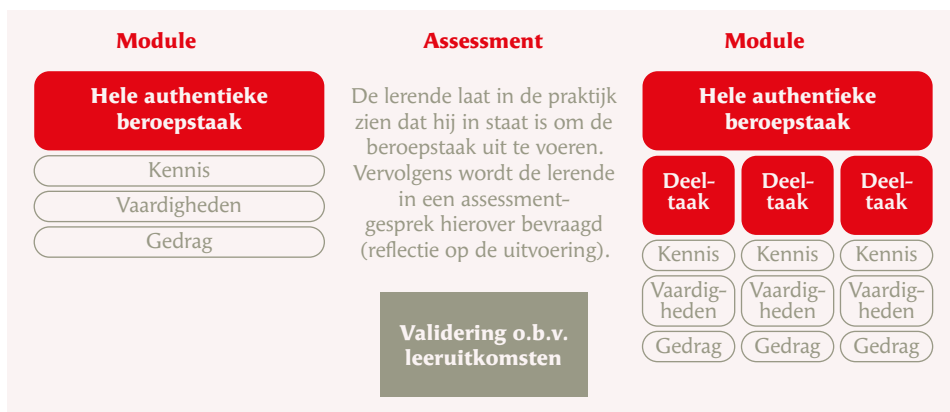 Module
Hele authentieke
beroepstaak
Kennis
Vaardigheden
Gedrag
Assessment
De lerende laat in de praktijk
zien dat hij in staat is om de
beroepstaak uit te voeren.
Vervolgens wordt de lerende
in een assessment-
gesprek hierover bevraagd
(reflectie op de uitvoering).
Validering o.b.v.
leeruitkomsten
Module
Hele authentieke
beroepstaak
Deel-
taak
Kennis
Vaardig-
heden
Gedrag
Deel-
taak
Kennis
Vaardig-
heden
Gedrag
Deel-
taak
Kennis
Vaardig-
heden
Gedrag